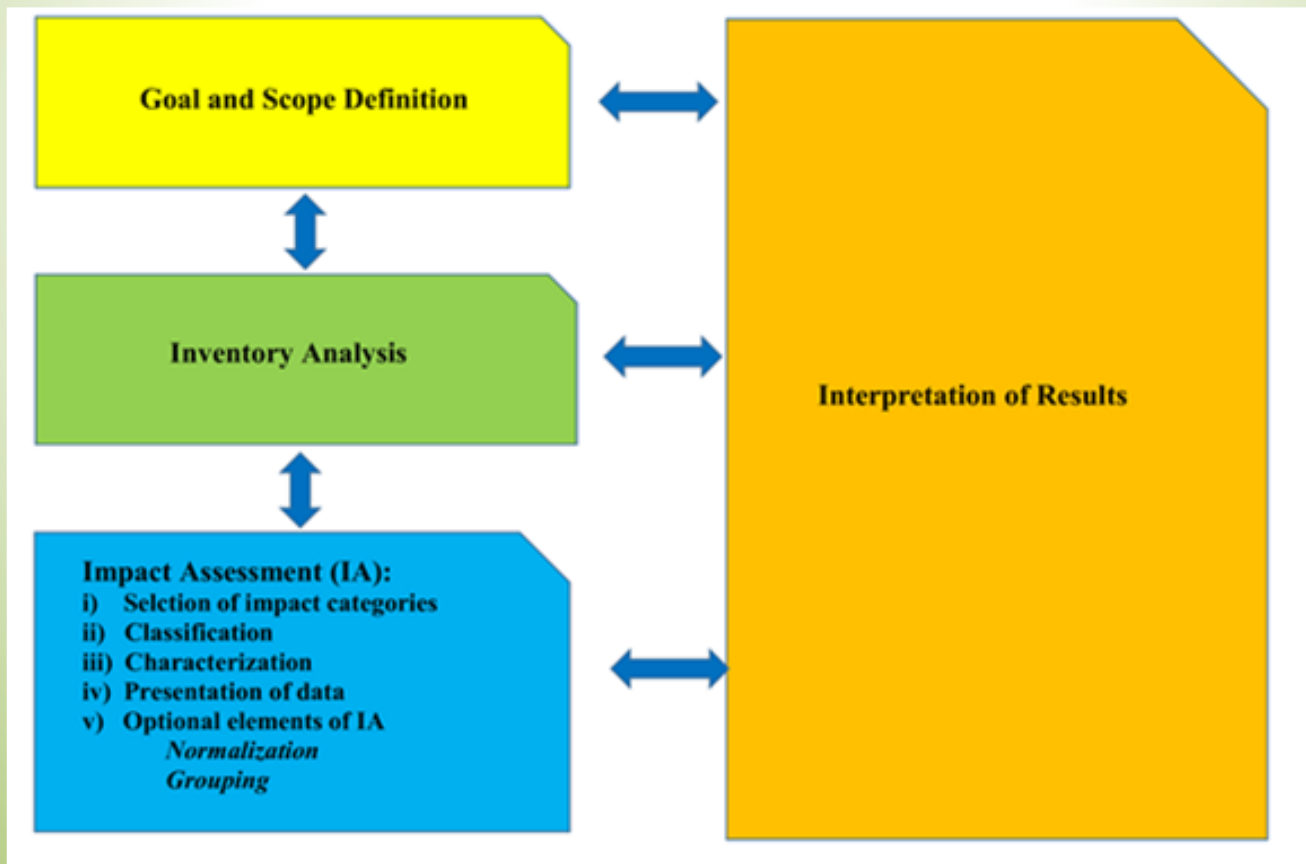 Goal and Scope Definition
Inventory Analysis
Impact Assessment (IA):
i) Selction of impact categories
ii) Classification
iii) Characterization
iv) Presentation of data
v) Optional elements of IA
Normalization
Grouping
Interpretation of Results